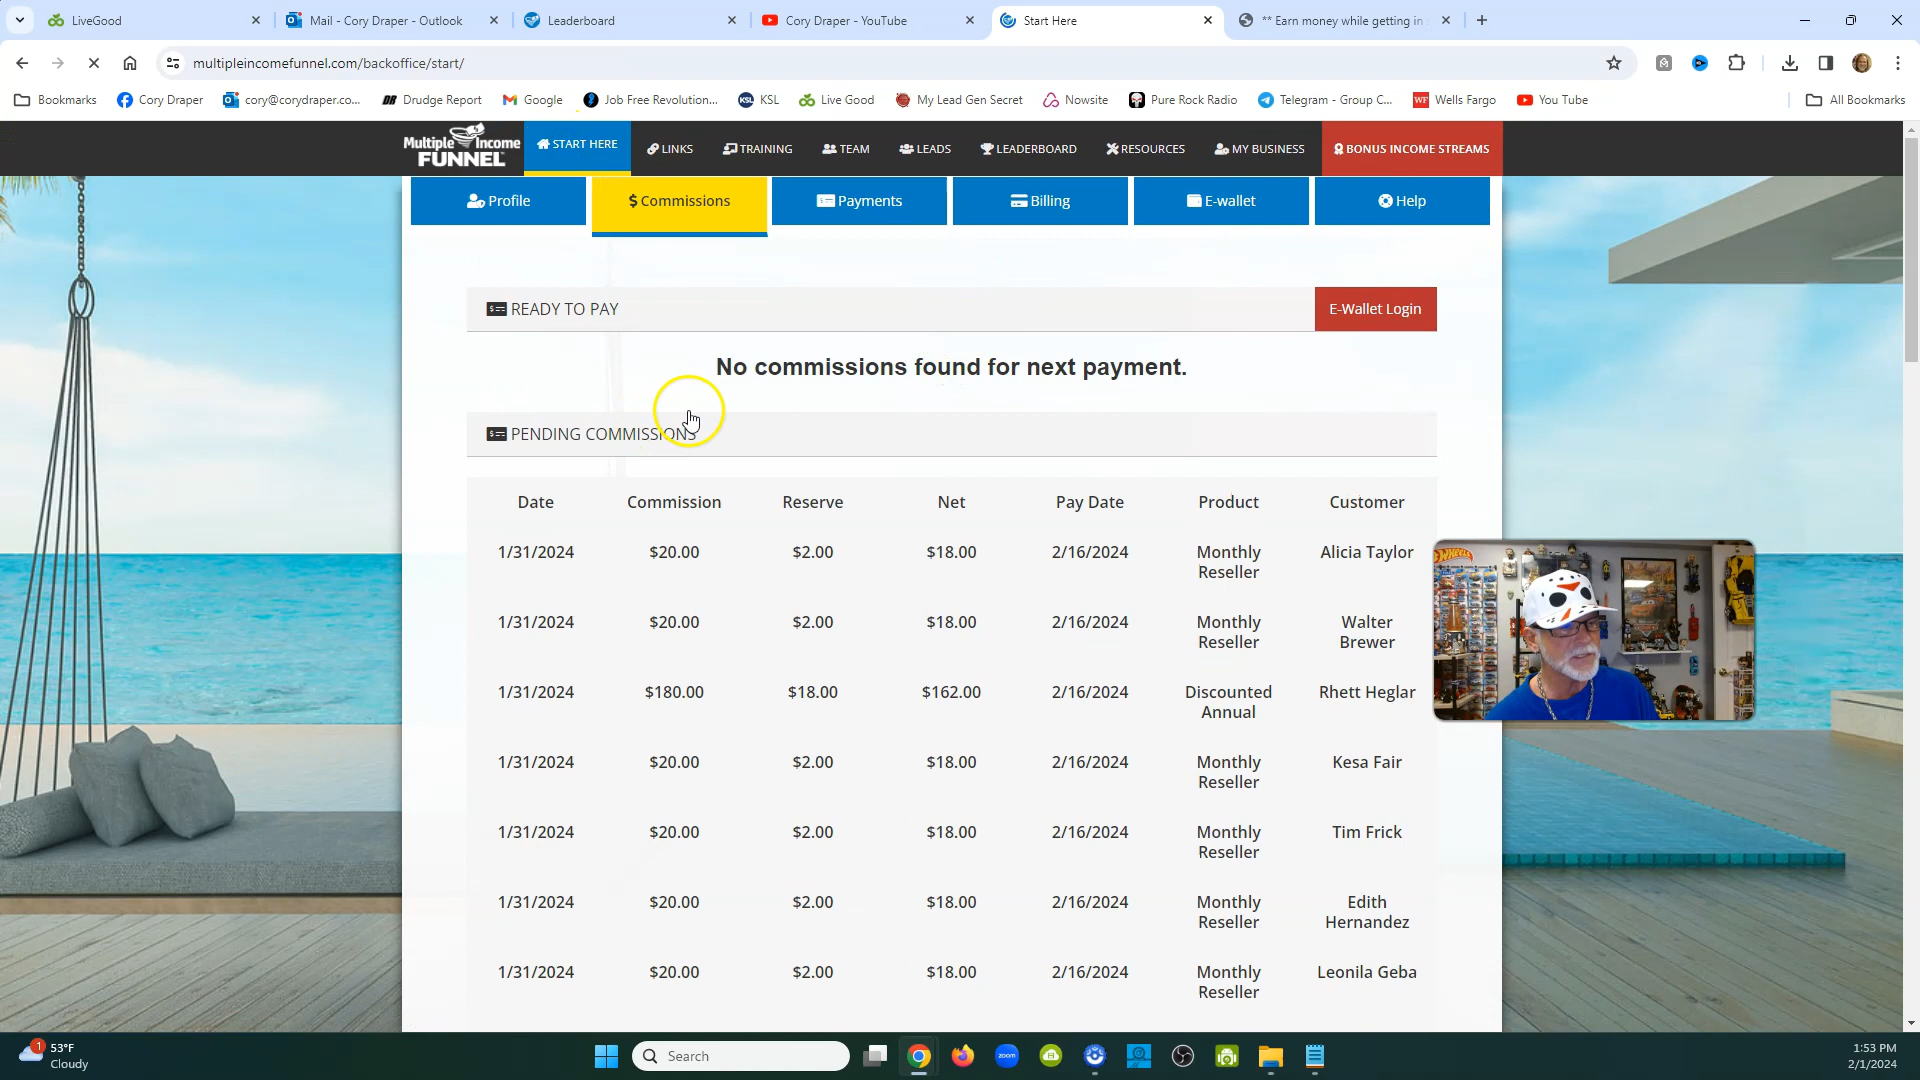 LiveGood
Mail - Cory Draper - Outlook
Leaderboard
Cory Draper - YouTube
Start Here
** Earn money while getting in
multipleincomefunnel.com/backoffice/start/
Bookmarks
Cory Draper
cory@corydraper.co...
Drudge Report
Google
Job Free Revolution...
KSL
Live Good
My Lead Gen Secret
Nowsite
Pure Rock Radio
Telegram - Group C...
Wells Fargo
You Tube
All Bookmarks
Multiple Income
FUNNEL
START HERE
LINKS
TRAINING
TEAM
LEADS
LEADERBOARD
RESOURCES
MY BUSINESS
BONUS INCOME STREAMS
Profile
$ Commissions
Payments
Billing
E-wallet
Help
READY TO PAY
E-Wallet Login
No commissions found for next payment.
PENDING COMMISSIONS
Date Commission Reserve Net Pay Date Product Customer
1/31/2024 $20.00 $2.00 $18.00 2/16/2024 Monthly Reseller Alicia Taylor
1/31/2024 $20.00 $2.00 $18.00 2/16/2024 Monthly Reseller Walter Brewer
1/31/2024 $180.00 $18.00 $162.00 2/16/2024 Discounted Annual Rhett Heglar
1/31/2024 $20.00 $2.00 $18.00 2/16/2024 Monthly Reseller Kesa Fair
1/31/2024 $20.00 $2.00 $18.00 2/16/2024 Monthly Reseller Tim Frick
1/31/2024 $20.00 $2.00 $18.00 2/16/2024 Monthly Reseller Edith Hernandez
1/31/2024 $20.00 $2.00 $18.00 2/16/2024 Monthly Reseller Leonila Geba
HOT WHEELS
1
53°F
Cloudy
Search
zoom
1:53 PM
2/1/2024